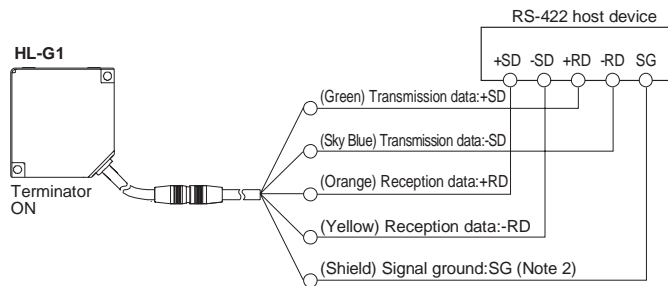 RS-422 host device
HL-G1
+SD -SD +RD -RD SG
(Green) Transmission data:+SD
(Sky Blue) Transmission data:-SD
(Orange) Reception data:+RD
Terminator
ON
(Yellow) Reception data:-RD
(Shield) Signal ground:SG (Note 2)